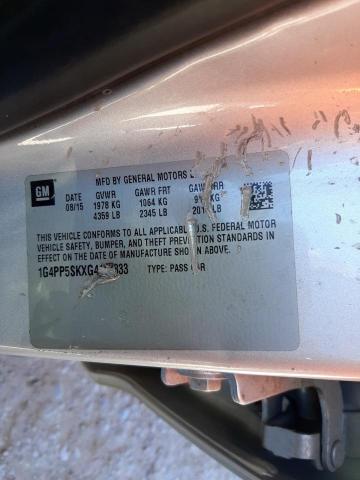 MFD BY GENERAL MOTORS
GM
DATE GVWR GAWR FRT
08/15 1978 KG 1064 KG KG
4359 LB 2345 LB LB
THIS VEHICLE CONFORMS TO ALL APPLICABLE U.S. FEDERAL MOTOR
VEHICLE SAFETY, BUMPER, AND THEFT PREVENTION STANDARDS IN
EFFECT ON THE DATE OF MANUFACTURE SHOWN ABOVE.
TYPE: PASS CAR